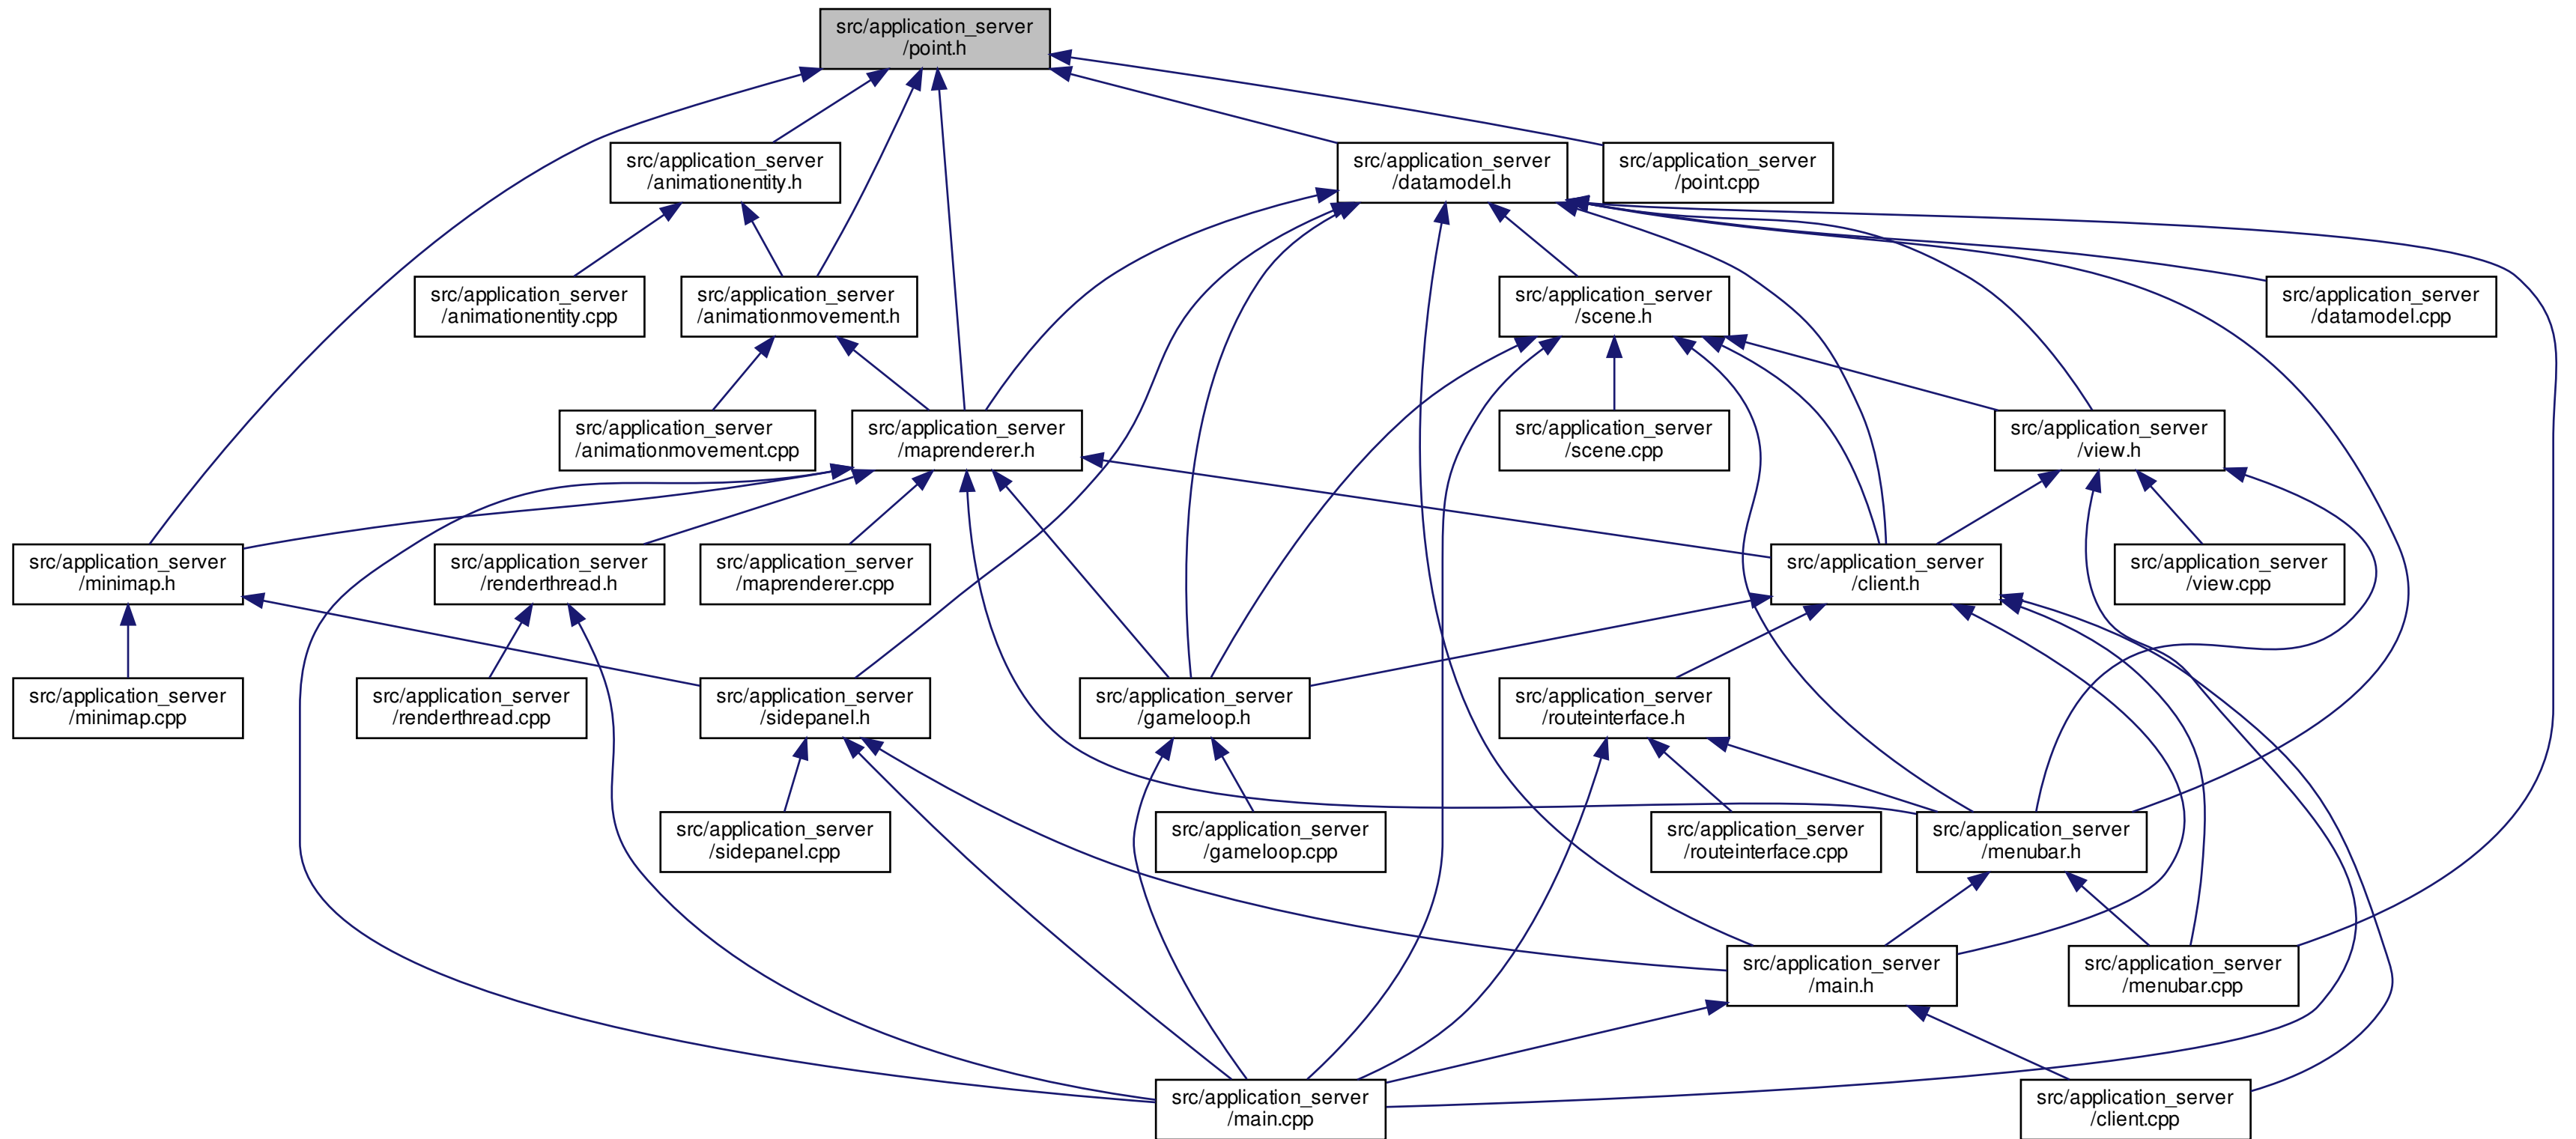 src/application_server
/point.h
src/application_server
/animationentity.h
src/application_server
/datamodel.h
src/application_server
/point.cpp
src/application_server
/animationentity.cpp
src/application_server
/animationmovement.h
src/application_server
/scene.h
src/application_server
/datamodel.cpp
src/application_server
/animationmovement.cpp
src/application_server
/maprenderer.h
src/application_server
/scene.cpp
src/application_server
/view.h
src/application_server
/minimap.h
src/application_server
/renderthread.h
src/application_server
/maprenderer.cpp
src/application_server
/client.h
src/application_server
/view.cpp
src/application_server
/minimap.cpp
src/application_server
/renderthread.cpp
src/application_server
/sidepanel.h
src/application_server
/gameloop.h
src/application_server
/routeinterface.h
src/application_server
/sidepanel.cpp
src/application_server
/gameloop.cpp
src/application_server
/routeinterface.cpp
src/application_server
/menubar.h
src/application_server
/main.h
src/application_server
/menubar.cpp
src/application_server
/main.cpp
src/application_server
/client.cpp